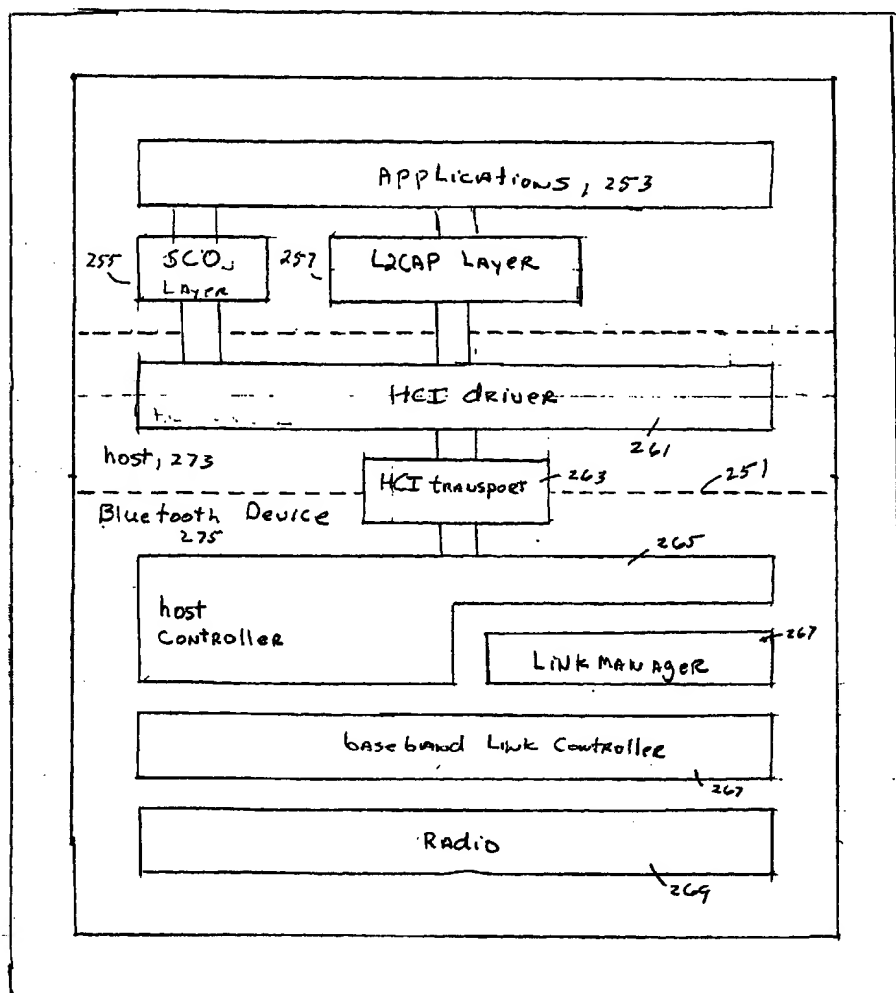 Applications, 253
255
SCO
Layer
257
L2CAP Layer
HCI driver
261
host, 273
HCI transport
263
251
Bluetooth Device
275
265
host
Controller
267
Link Manager
baseband Link Controller
267
Radio
269